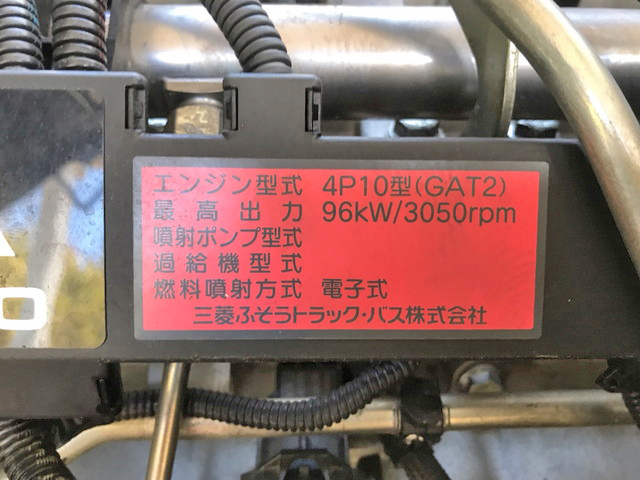 エンジン型式 4P10型(GAT2)
最高出力 96kW/3050rpm
噴射ポンプ型式
過給機型式
燃料噴射方式 電子式
三菱ふそうトラック・バス株式会社